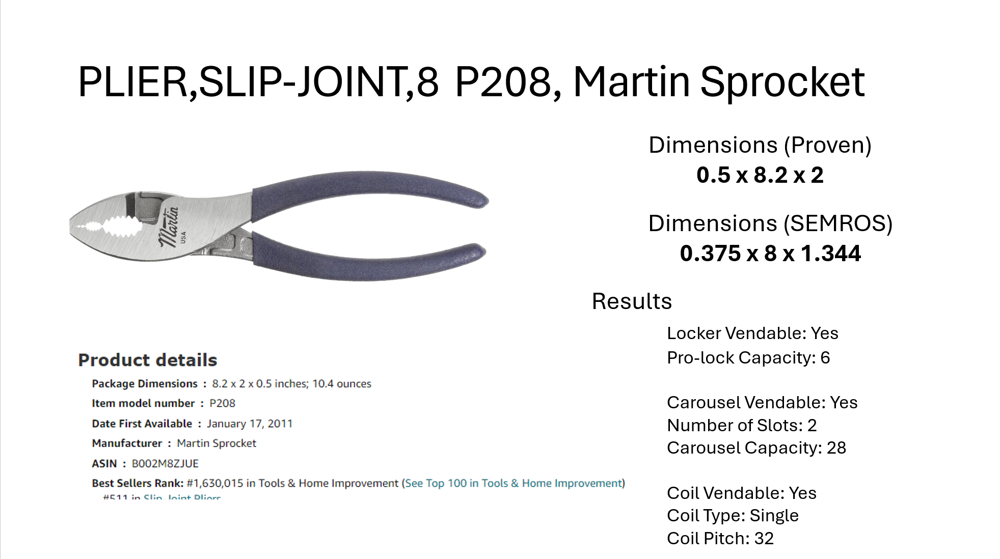 PLIER,SLIP-JOINT,8 P208, Martin Sprocket
Martin
USA
Dimensions (Proven)
0.5 x 8.2 x 2
Dimensions (SEMROS)
0.375 x 8 x 1.344
Results
Locker Vendable: Yes
Pro-lock Capacity: 6
Carousel Vendable: Yes
Number of Slots: 2
Carousel Capacity: 28
Coil Vendable: Yes
Coil Type: Single
Coil Pitch: 32
Product details
Package Dimensions : 8.2 x 2 x 0.5 inches; 10.4 ounces
Item model number : P208
Date First Available : January 17, 2011
Manufacturer : Martin Sprocket
ASIN : B002M8ZJUE
Best Sellers Rank: #1,630,015 in Tools & Home Improvement (See Top 100 in Tools & Home Improvement)
#511 in Slip-Joint Pliers